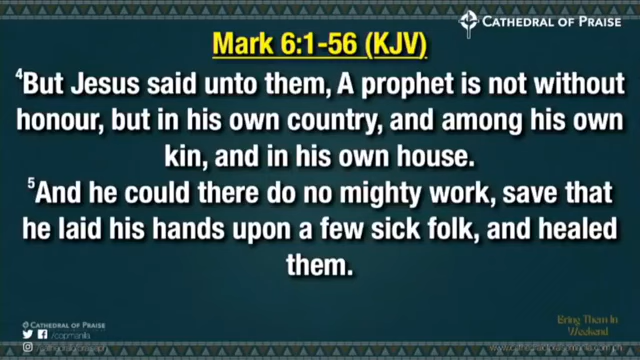 CATHEDRAL OF PRAISE
Mark 6:1-56 (KJV)
4But Jesus said unto them, A prophet is not without
honour, but in his own country, and among his own
kin, and in his own house.
5And he could there do no mighty work, save that
he laid his hands upon a few sick folk, and healed
them.
CATHEDRAL OF PRAISE
/copmanila
Bring Them In
Weekend